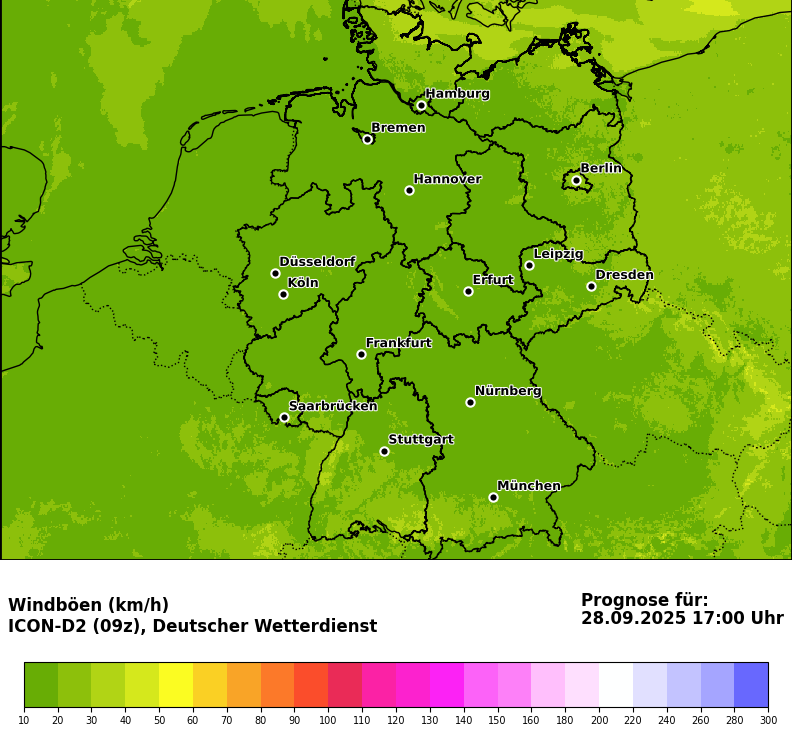 Hamburg
Bremen
Berlin
Hannover
Leipzig
Düsseldorf
Dresden
Köln
Erfurt
Frankfurt
Nürnberg
Saarbrücken
Stuttgart
München
Windböen (km/h)
ICON-D2 (09z), Deutscher Wetterdienst
Prognose für:
28.09.2025 17:00 Uhr
10 20 30 40 50 60 70 80 90 100 110 120 130 140 150 160 180 200 220 240 260 280 300